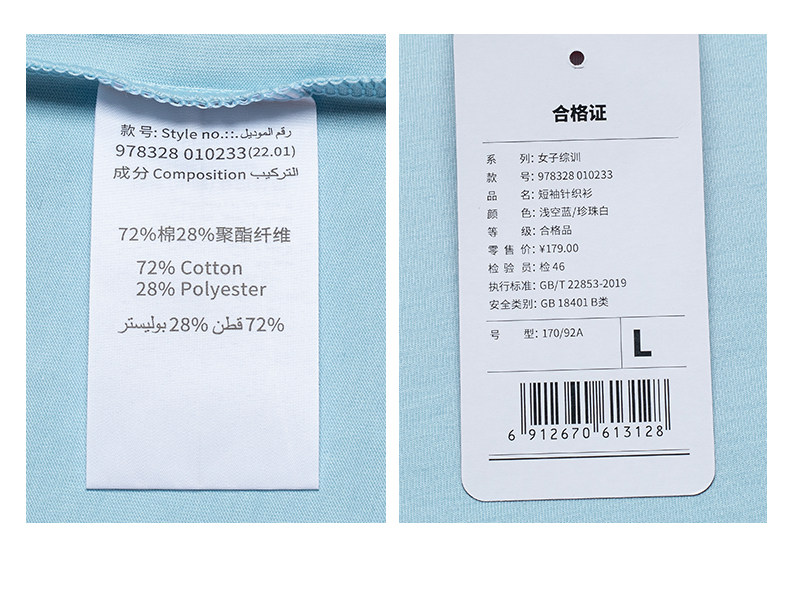 款号: Style no.::. رقم الموديل
978328 010233(22.01)
成分 Composition التركيب
72%棉28%聚酯纤维
72% Cotton
28% Polyester
72% قطن 28% بوليستر
合格证
系 列: 女子综训
款 号: 978328 010233
品 名: 短袖针织衫
颜 色: 浅空蓝/珍珠白
等 级: 合格品
零 售 价: ¥179.00
检 验 员: 检 46
执行标准: GB/T 22853-2019
安全类别: GB 18401 B类
号 型: 170/92A
L
6 912670 613128